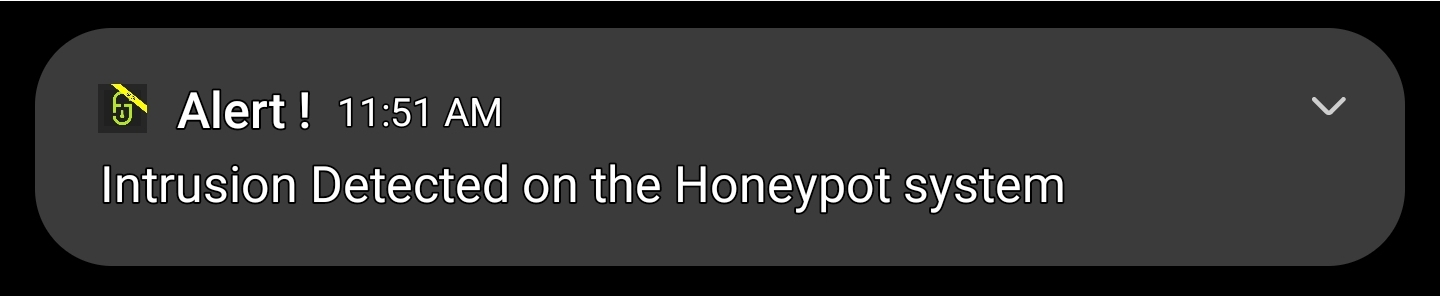 Alert ! 11:51 AM
Intrusion Detected on the Honeypot system